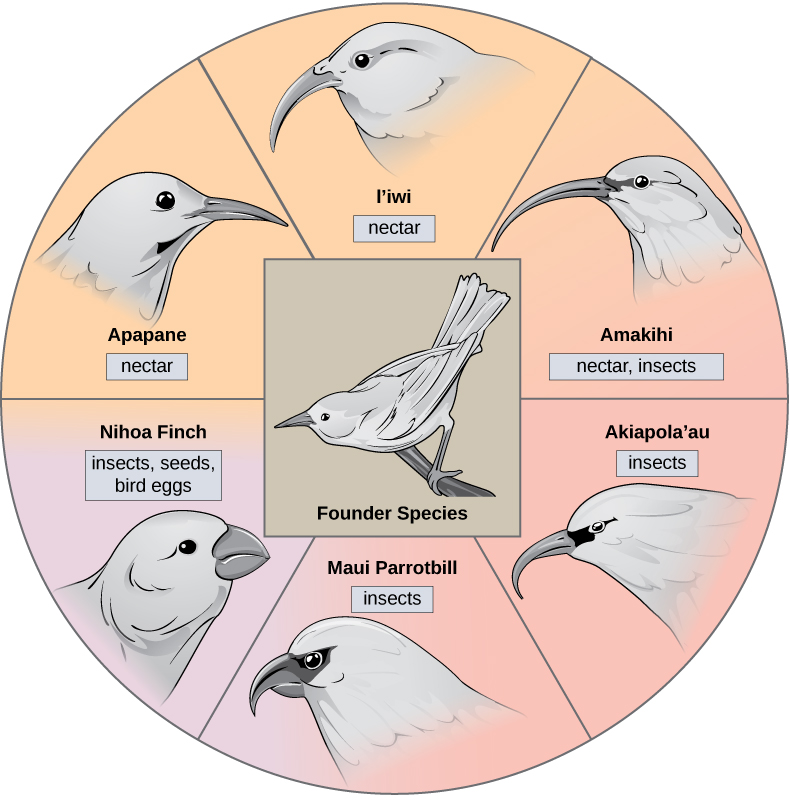 I’iwi
nectar
Apapane
nectar
Amakihi
nectar, insects
Nihoa Finch
insects, seeds,
bird eggs
Akiapola’au
insects
Founder Species
Maui Parrotbill
insects